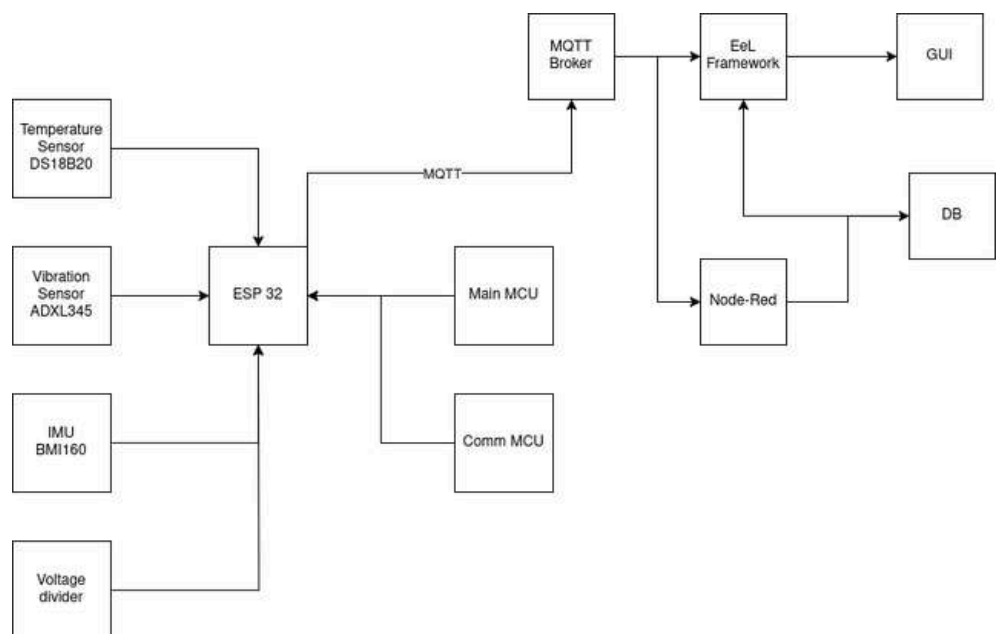 MQTT
Broker
EeL
Framework
GUI
Temperature
Sensor
DS18B20
MQTT
DB
Vibration
Sensor
ADXL345
ESP 32
Main MCU
Node-Red
IMU
BMI160
Comm MCU
Voltage
divider